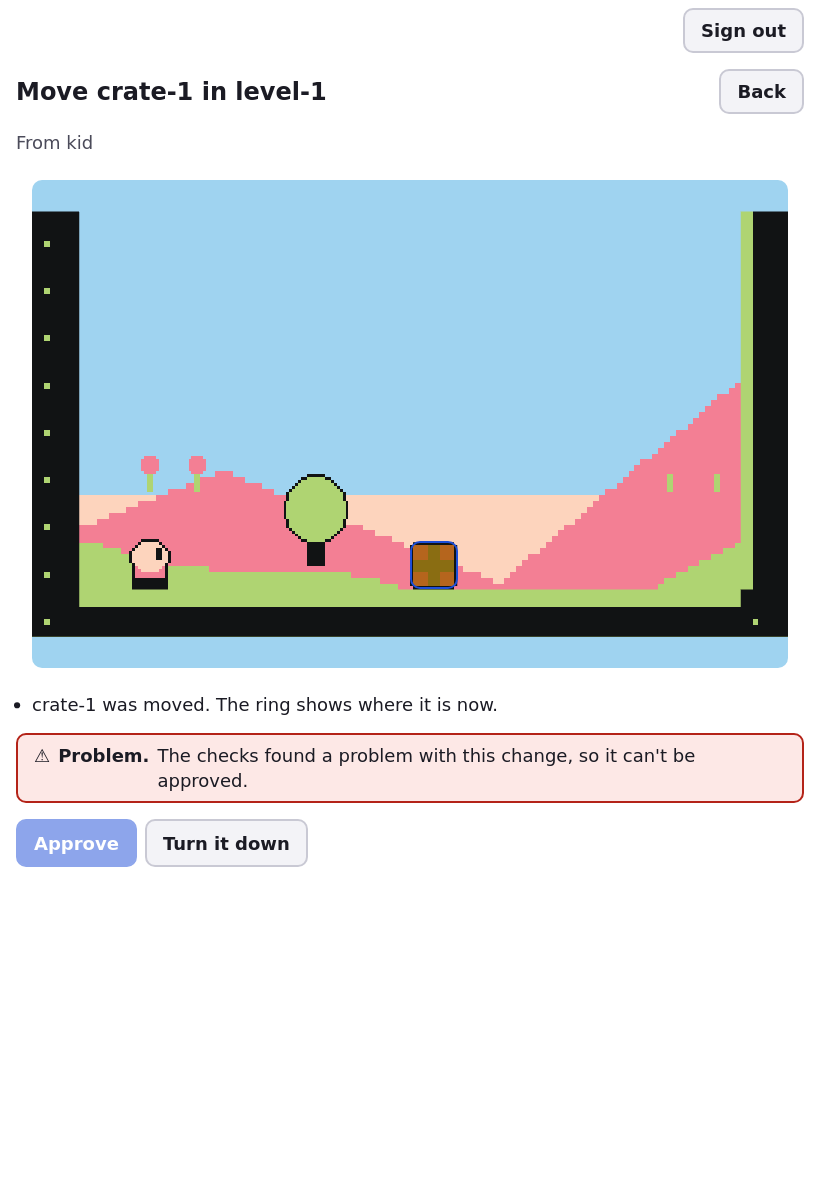 Sign out
Move crate-1 in level-1
Back
From kid
crate-1 was moved. The ring shows where it is now.
⚠ Problem. The checks found a problem with this change, so it can't be
approved.
Approve
Turn it down